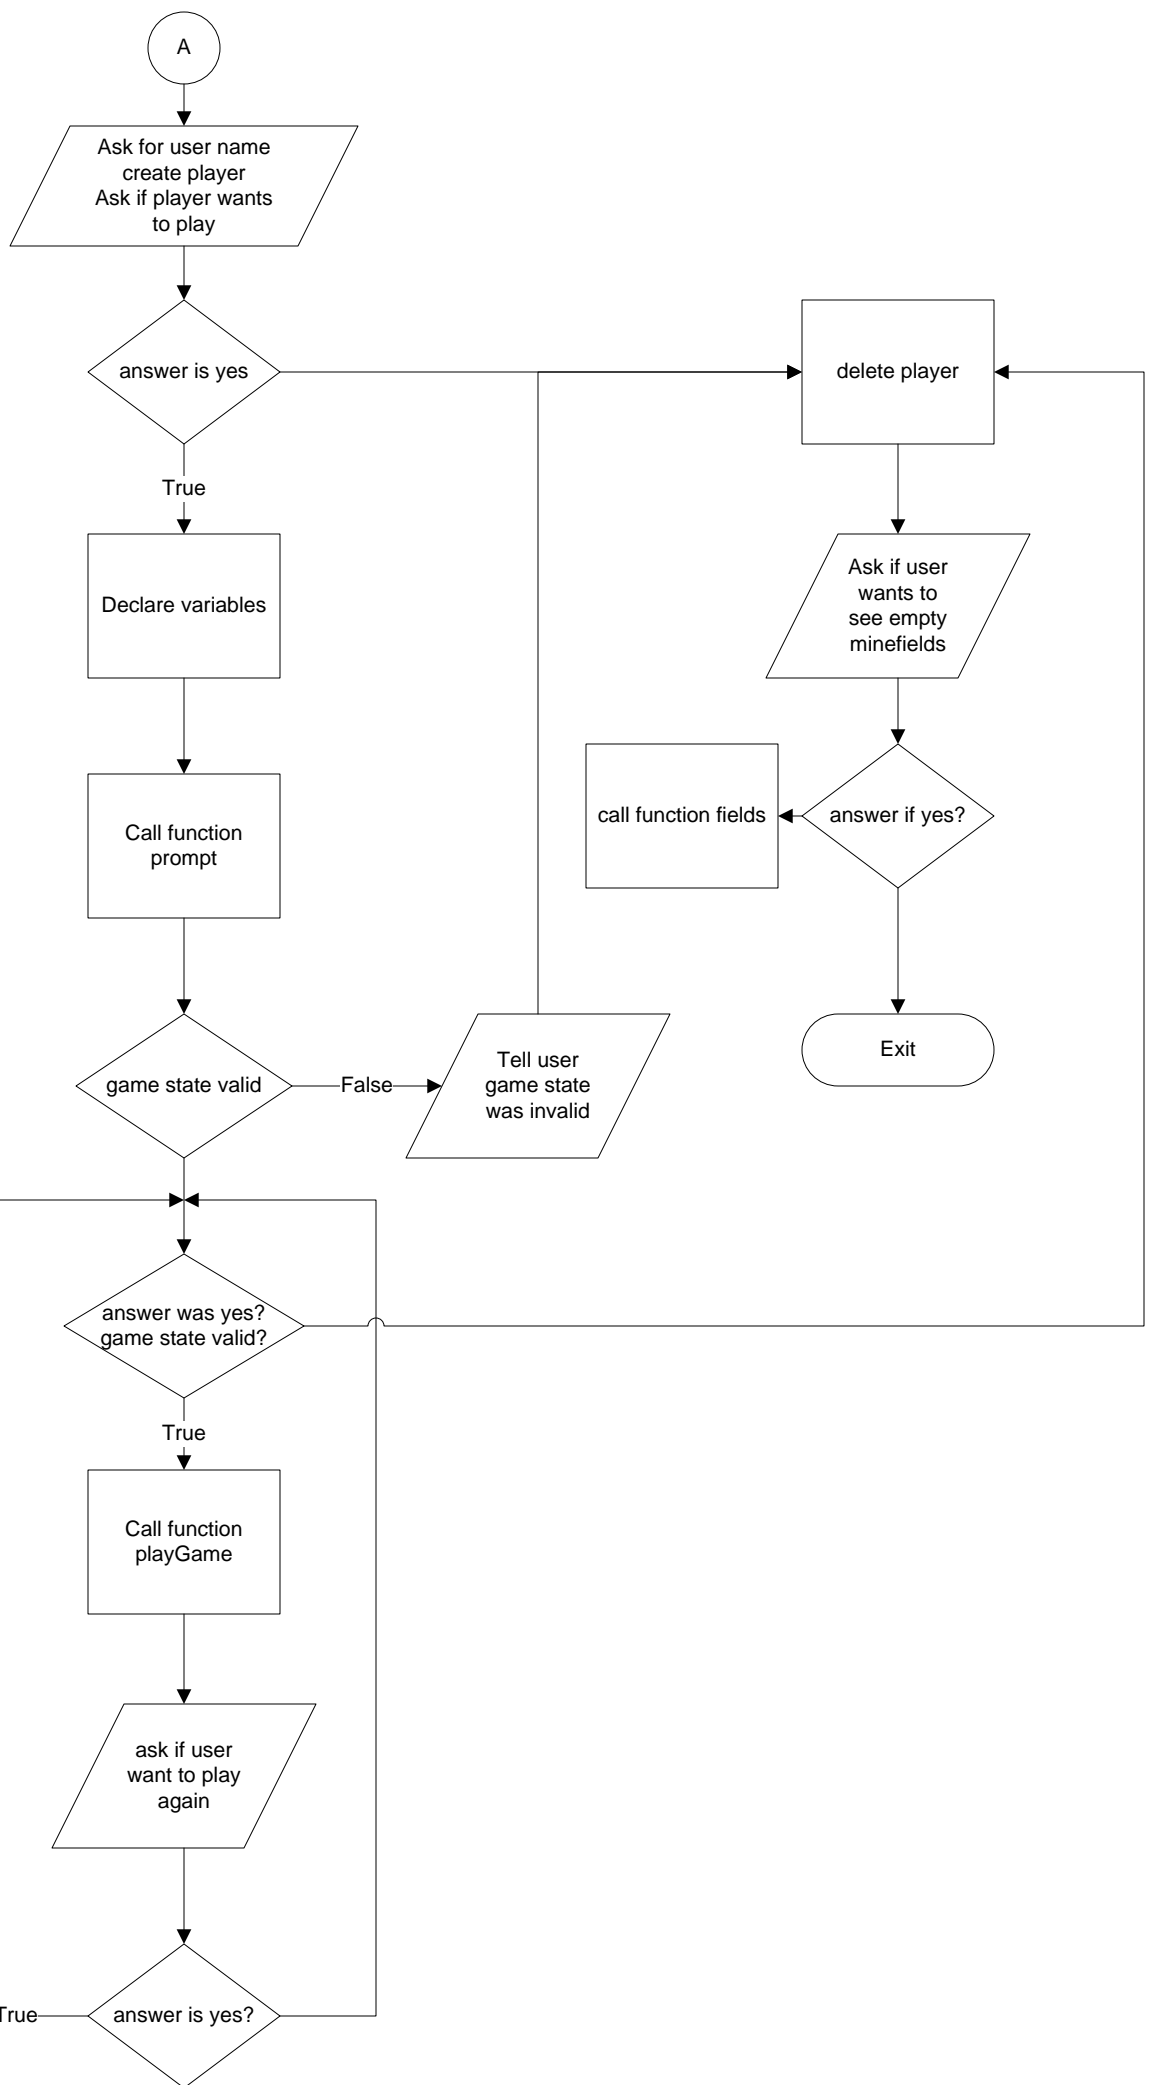 A
Ask for user name
create player
Ask if player wants
to play
answer is yes
delete player
True
Declare variables
Ask if user
wants to
see empty
minefields
Call function
prompt
call function fields
answer if yes?
game state valid
False
Tell user
game state
was invalid
Exit
answer was yes?
game state valid?
True
Call function
playGame
ask if user
want to play
again
True
answer is yes?